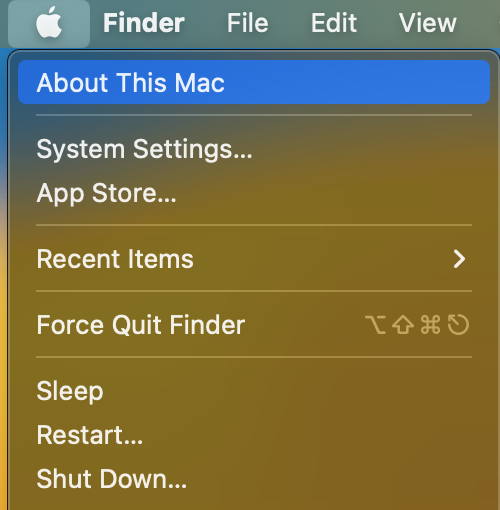 Finder File Edit View
About This Mac
System Settings...
App Store...
Recent Items
Force Quit Finder ⌥⇧⌘⎋
Sleep
Restart...
Shut Down...